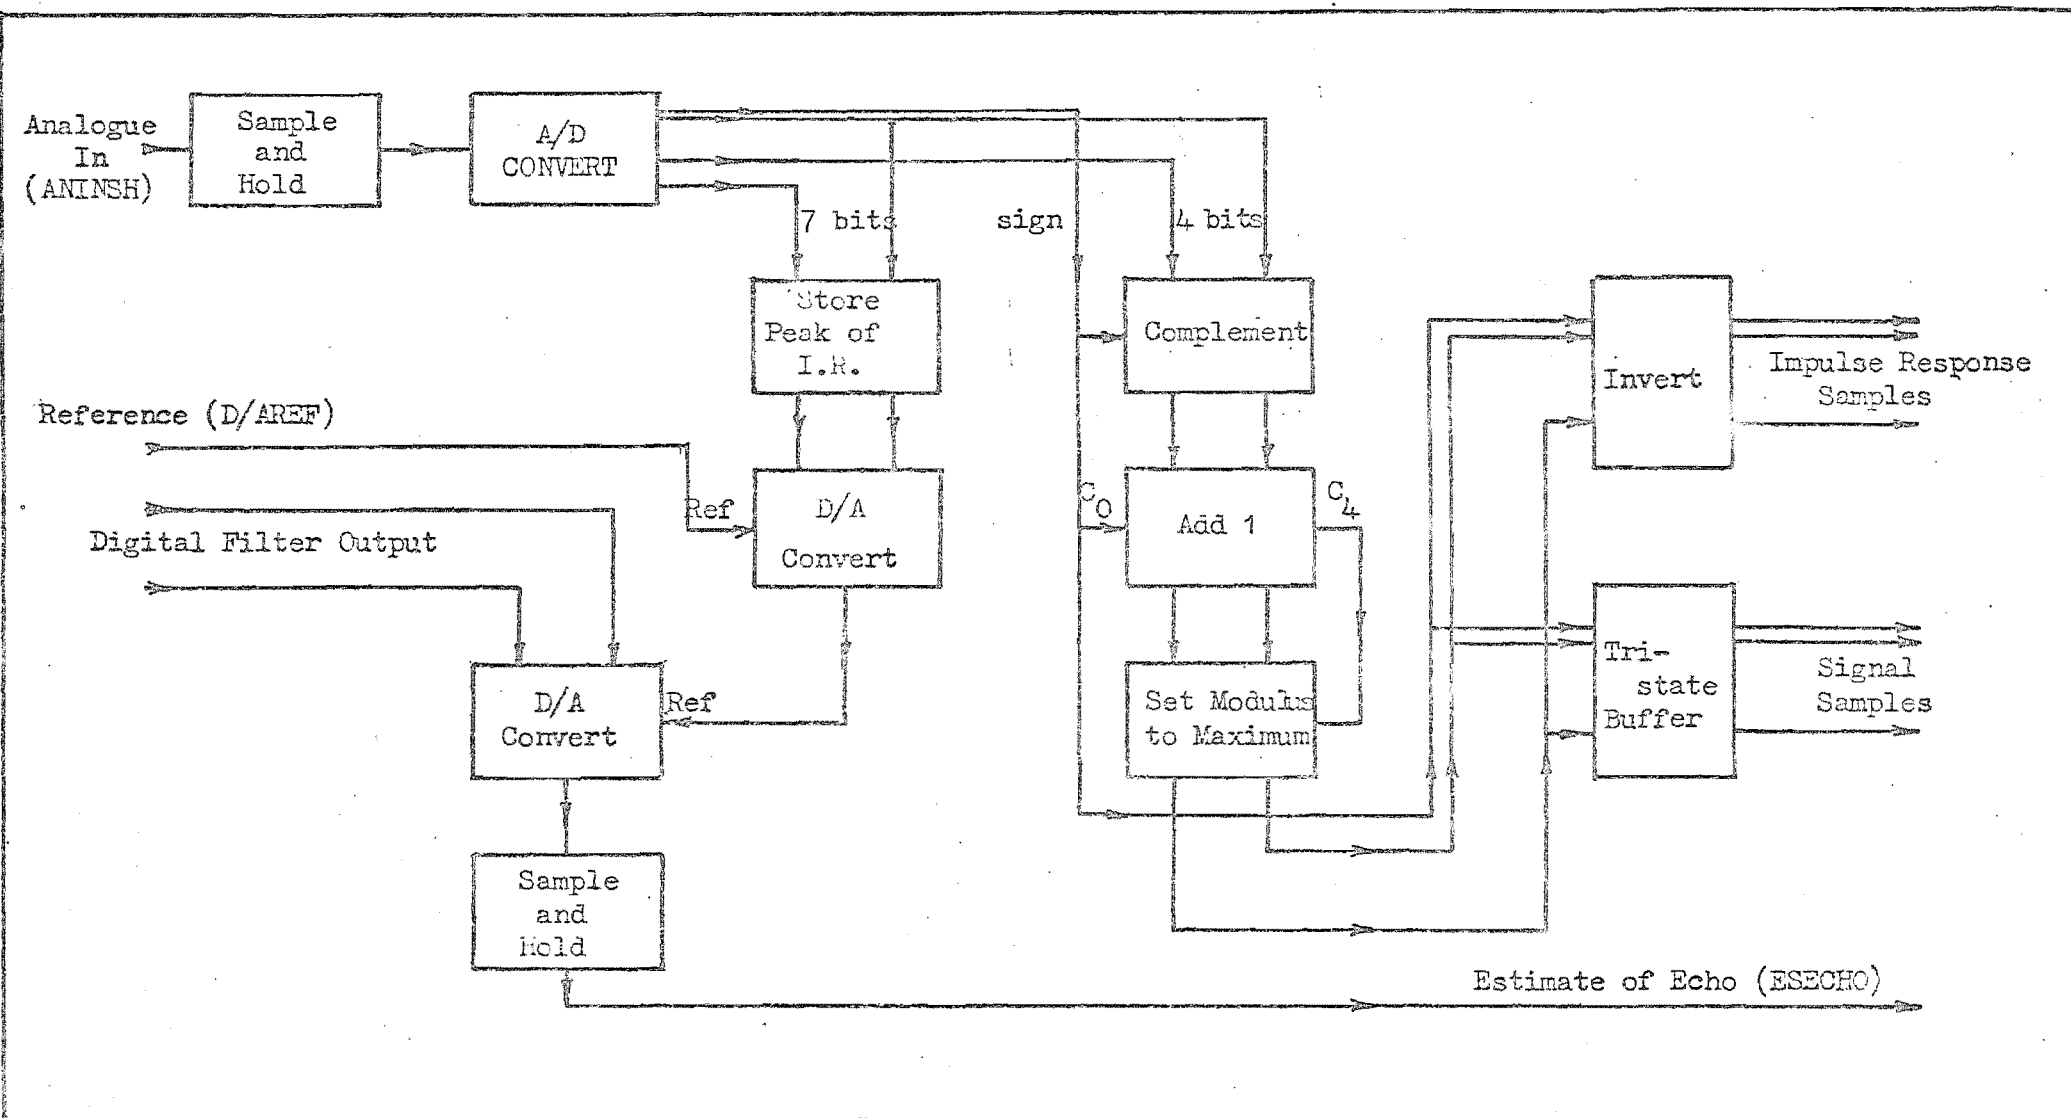 Analogue
In
(ANINSH)
Sample
and
Hold
A/D
CONVERT
7 bits
sign
4 bits
Store
Peak of
I.R.
Complement
Invert
Impulse Response
Samples
Reference (D/AREF)
Ref
D/A
Convert
C0
Add 1
C4
Digital Filter Output
D/A
Convert
Ref
Set Modulus
to Maximum
Tri-
state
Buffer
Signal
Samples
Sample
and
Hold
Estimate of Echo (ESECHO)